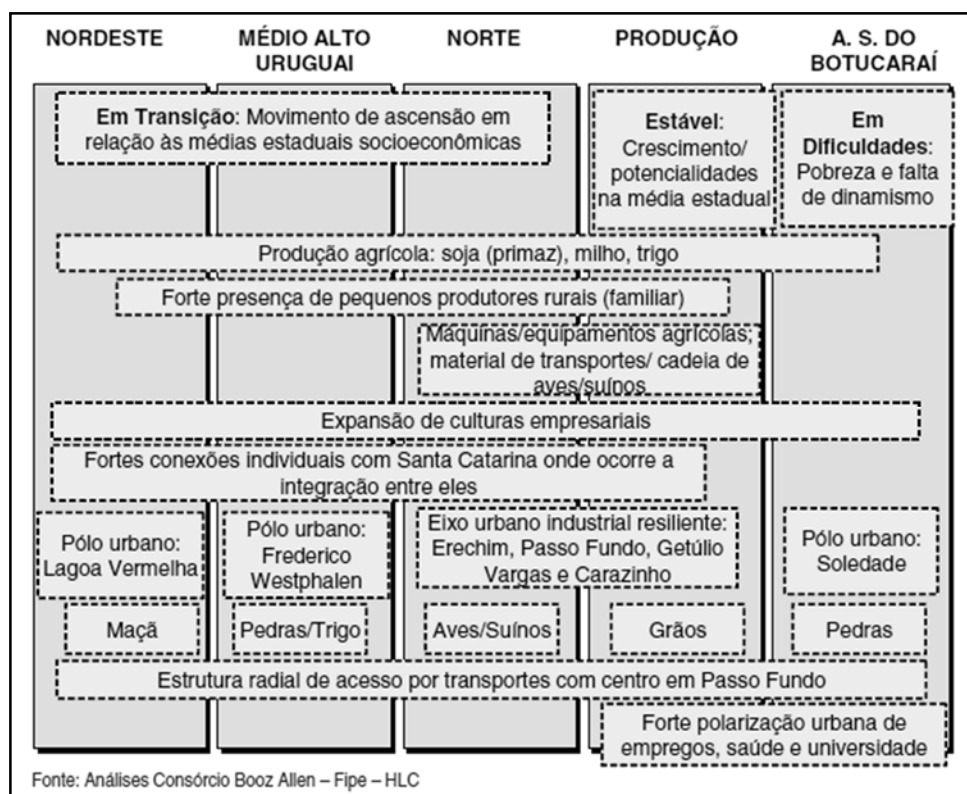 NORDESTE
MÉDIO ALTO
URUGUAI
NORTE
PRODUÇÃO
A. S. DO
BOTUCARAÍ
Em Transição: Movimento de ascensão em
relação às médias estaduais socioeconômicas
Estável:
Crescimento/
potencialidades
na média estadual
Em
Dificuldades:
Pobreza e falta
de dinamismo
Produção agrícola: soja (primaz), milho, trigo
Forte presença de pequenos produtores rurais (familiar)
Máquinas/equipamentos agrícolas;
material de transportes/ cadeia de
aves/suínos
Expansão de culturas empresariais
Fortes conexões individuais com Santa Catarina onde ocorre a
integração entre eles
Pólo urbano:
Lagoa Vermelha
Pólo urbano:
Frederico
Westphalen
Eixo urbano industrial resiliente:
Erechim, Passo Fundo, Getúlio
Vargas e Carazinho
Pólo urbano:
Soledade
Maçã
Pedras/Trigo
Aves/Suínos
Grãos
Pedras
Estrutura radial de acesso por transportes com centro em Passo Fundo
Forte polarização urbana de
empregos, saúde e universidade
Fonte: Análises Consórcio Booz Allen – Fipe – HLC